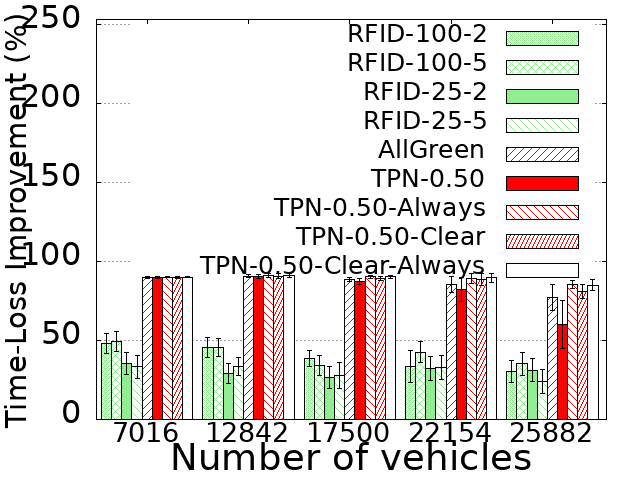 Time-Loss Improvement (%)
250
200
150
100
50
0
RFID-100-2
RFID-100-5
RFID-25-2
RFID-25-5
AllGreen
TPN-0.50
TPN-0.50-Always
TPN-0.50-Clear
TPN-0.50-Clear-Always
7016 12842 17500 22154 25882
Number of vehicles